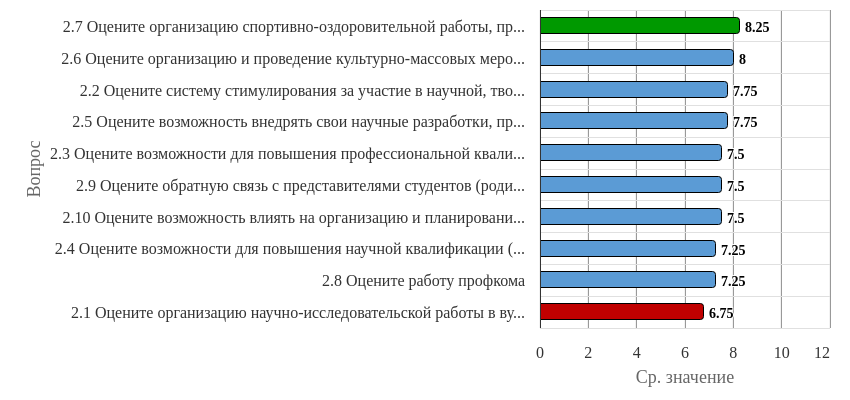 2.7 Оцените организацию спортивно-оздоровительной работы, пр... 8.25
2.6 Оцените организацию и проведение культурно-массовых меро... 8
2.2 Оцените систему стимулирования за участие в научной, тво... 7.75
2.5 Оцените возможность внедрять свои научные разработки, пр... 7.75
2.3 Оцените возможности для повышения профессиональной квали... 7.5
2.9 Оцените обратную связь с представителями студентов (роди... 7.5
2.10 Оцените возможность влиять на организацию и планировани... 7.5
2.4 Оцените возможности для повышения научной квалификации (... 7.25
2.8 Оцените работу профкома 7.25
2.1 Оцените организацию научно-исследовательской работы в ву... 6.75
Вопрос
0 2 4 6 8 10 12
Ср. значение